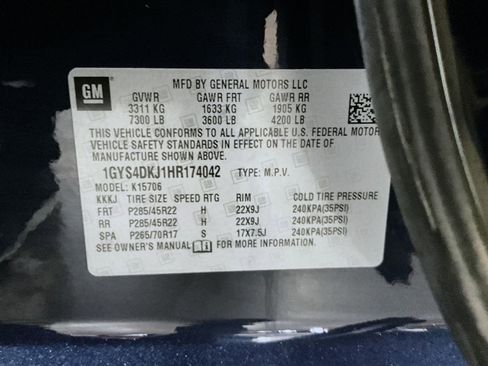 GM
MFD BY GENERAL MOTORS LLC
GVWR GAWR FRT GAWR RR
3311 KG 1633 KG 1905 KG
7300 LB 3600 LB 4200 LB
THIS VEHICLE CONFORMS TO ALL APPLICABLE U.S. FEDERAL MOTOR
VEHICLE SAFETY STANDARDS IN EFFECT ON THE DATE OF
MANUFACTURE SHOWN ABOVE.
1GYS4DKJ1HR174042 TYPE: M.P.V.
MODEL: K15706
KKKJ TIRE SIZE SPEED RTG RIM COLD TIRE PRESSURE
FRT P285/45R22 H 22X9J 240KPA(35PSI)
RR P285/45R22 H 22X9J 240KPA(35PSI)
SPA P265/70R17 S 17X7.5J 240KPA(35PSI)
SEE OWNER'S MANUAL FOR MORE INFORMATION.